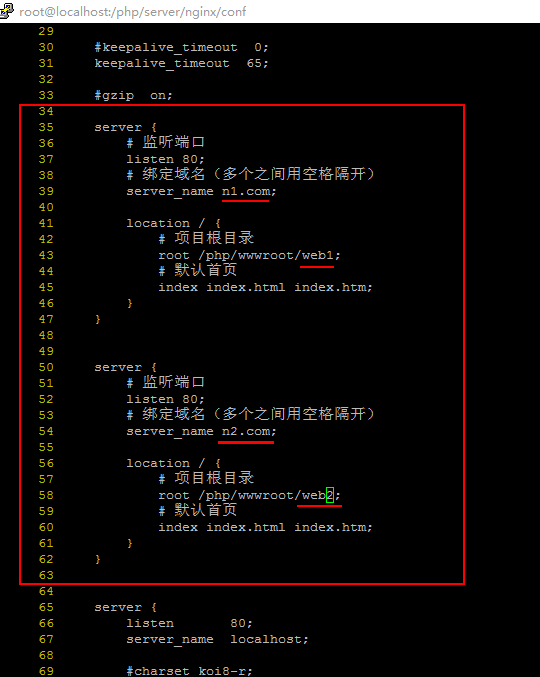 root@localhost:/php/server/nginx/conf
29
30 #keepalive_timeout 0;
31 keepalive_timeout 65;
32
33 #gzip on;
34
35 server {
36 # 监听端口
37 listen 80;
38 # 绑定域名（多个之间用空格隔开）
39 server_name n1.com;
40
41 location / {
42 # 项目根目录
43 root /php/wwwroot/web1;
44 # 默认首页
45 index index.html index.htm;
46 }
47 }
48
49
50 server {
51 # 监听端口
52 listen 80;
53 # 绑定域名（多个之间用空格隔开）
54 server_name n2.com;
55
56 location / {
57 # 项目根目录
58 root /php/wwwroot/web2;
59 # 默认首页
60 index index.html index.htm;
61 }
62 }
63
64
65 server {
66 listen 80;
67 server_name localhost;
68
69 #charset koi8-r;